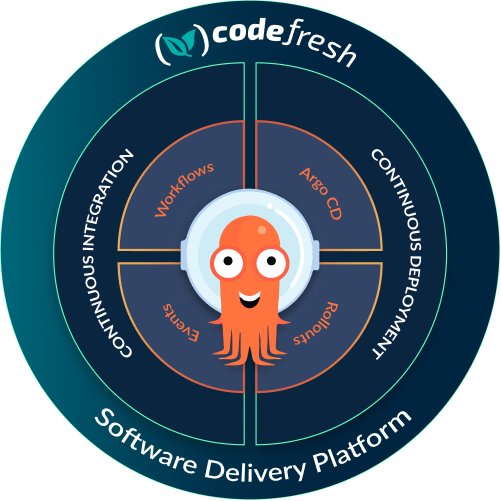 codefresh
CONTINUOUS INTEGRATION
CONTINUOUS DEPLOYMENT
Workflows
Argo CD
Events
Rollouts
Software Delivery Platform